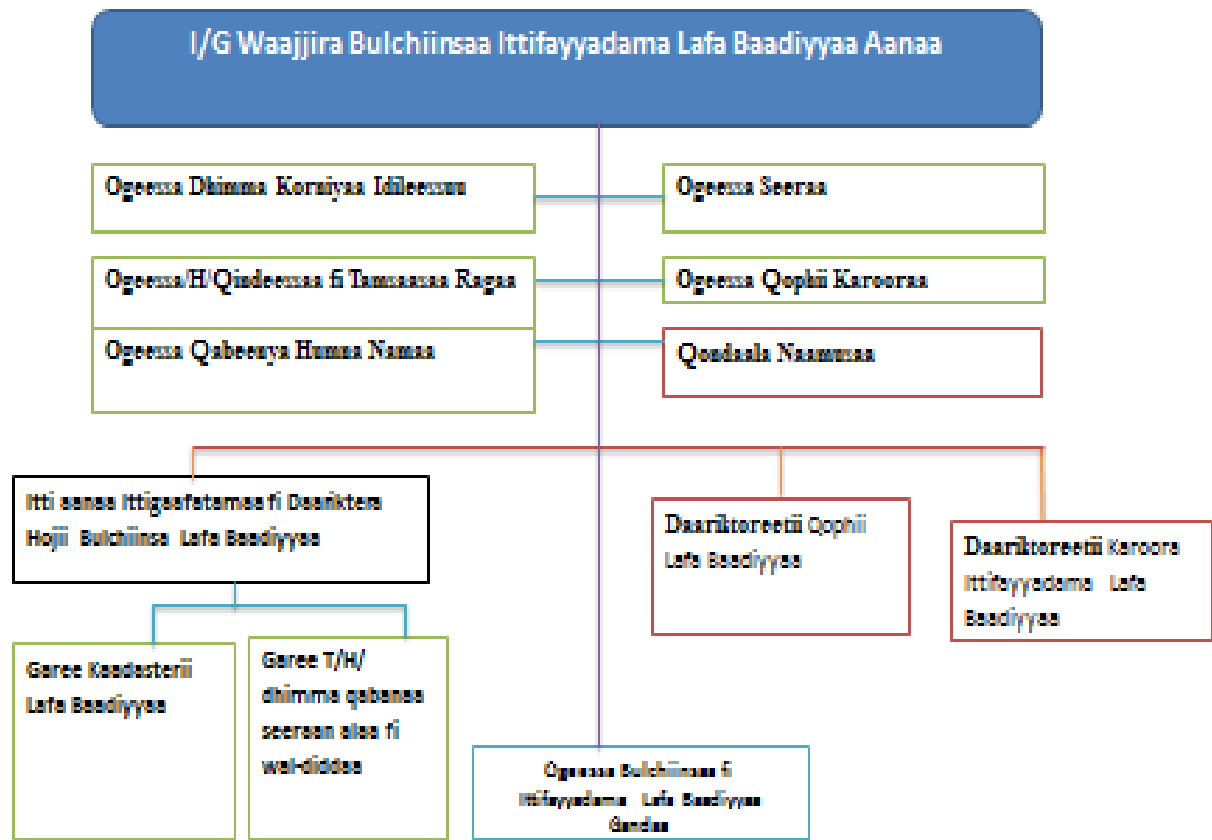 I/G Waajjira Bulchiinsaa Ittifayyadama Lafa Baadiyyaa Aanaa
Ogeessa Dhimma Korniyaa Idileessuu
Ogeessa Seeraa
Ogeessa/H/Qindeessaa fi Tamsaasaa Ragaa
Ogeessa Qophii Karooraa
Ogeessa Qabeenya Humna Namaa
Qondaala Naamusaa
Itti aanaa Ittigaafatamaa fi Daariktera
Hojii Bulchiinsa Lafa Baadiyyaa
Daariktoreetii Qophii
Lafa Baadiyyaa
Daariktoreetii Karoora
Ittifayyadama Lafa
Baadiyyaa
Garee Kaadasterii
Lafa Baadiyyaa
Garee T/H/
dhimma qabanaa
seeraan alaa fi
wal-diddaa
Ogeessa Bulchiinsaa fi
Ittifayyadama Lafa Baadiyyaa
Gandaa